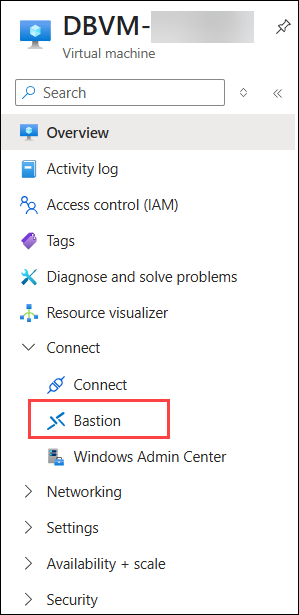 DBVM-
Virtual machine
Search
Overview
Activity log
Access control (IAM)
Tags
Diagnose and solve problems
Resource visualizer
Connect
Connect
Bastion
Windows Admin Center
Networking
Settings
Availability + scale
Security